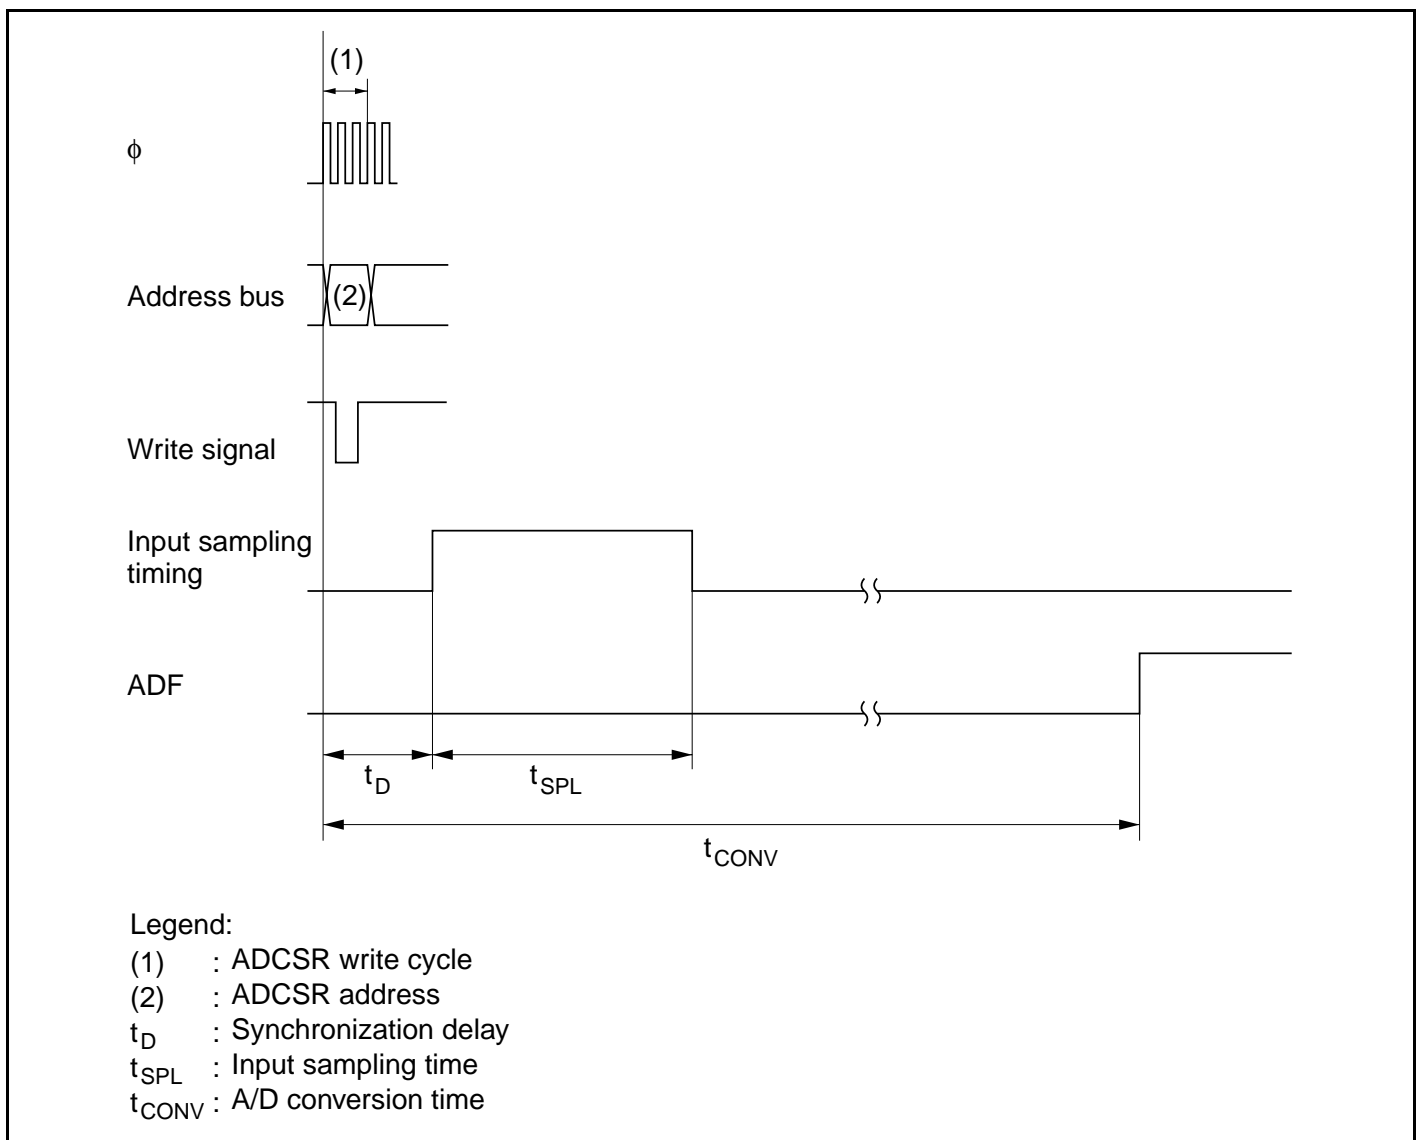 (1)
ϕ
Address bus
(2)
Write signal
Input sampling
timing
ADF
tD
tSPL
tCONV
Legend:
(1) : ADCSR write cycle
(2) : ADCSR address
tD : Synchronization delay
tSPL : Input sampling time
tCONV : A/D conversion time